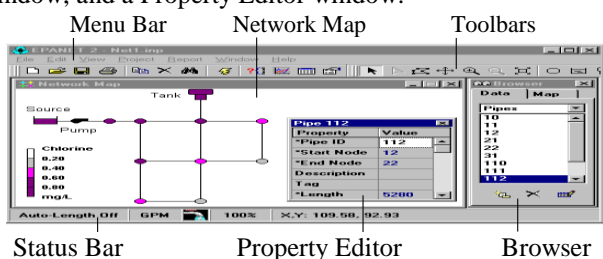 ndow, and a Property Editor window.
Menu Bar Network Map Toolbars
EPANET 2 - Net1.inp
File Edit View Project Report Window Help
Network Map
Browser
Data Map
Tank
Source
Pump
Pipes
10
11
12
21
22
31
110
111
112
Chlorine
0.20
0.40
0.60
0.80
mg/L
Pipe 112
Property Value
*Pipe ID 112
*Start Node 12
*End Node 22
Description
Tag
*Length 5280
Auto-Length Off GPM 100% X,Y: 109.58, 92.93
Status Bar Property Editor Browser